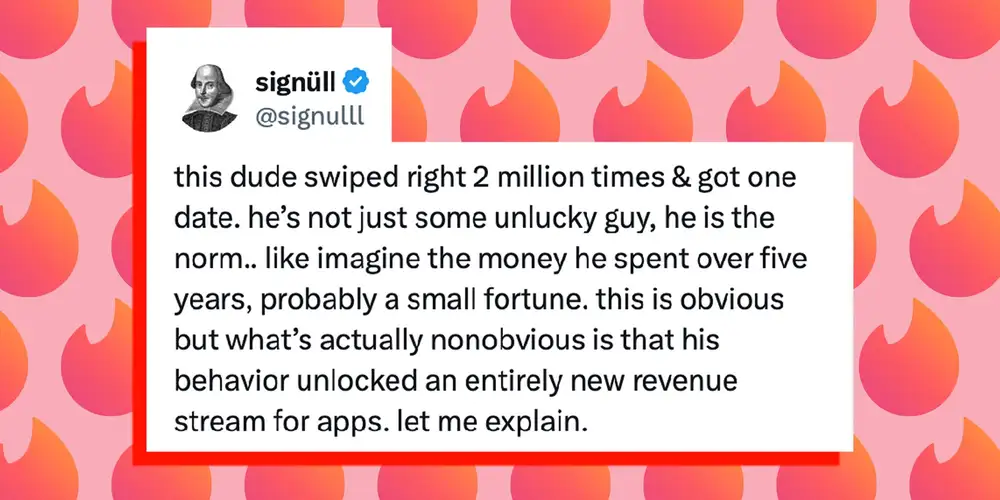 signüll
@signulll
this dude swiped right 2 million times & got one
date. he’s not just some unlucky guy, he is the
norm.. like imagine the money he spent over five
years, probably a small fortune. this is obvious
but what’s actually nonobvious is that his
behavior unlocked an entirely new revenue
stream for apps. let me explain.